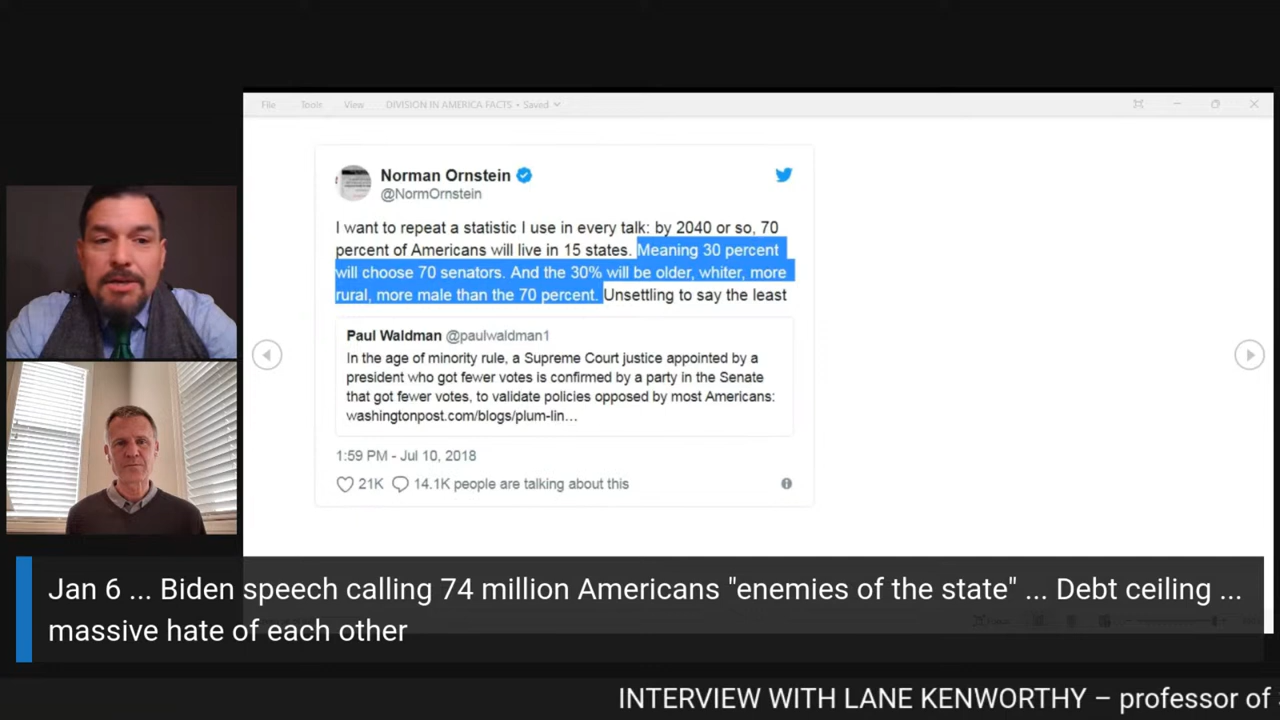 File Tools View DIVISION IN AMERICA FACTS • Saved
Norman Ornstein
@NormOrnstein
I want to repeat a statistic I use in every talk: by 2040 or so, 70
percent of Americans will live in 15 states. Meaning 30 percent
will choose 70 senators. And the 30% will be older, whiter, more
rural, more male than the 70 percent. Unsettling to say the least
Paul Waldman @paulwaldman1
In the age of minority rule, a Supreme Court justice appointed by a
president who got fewer votes is confirmed by a party in the Senate
that got fewer votes, to validate policies opposed by most Americans:
washingtonpost.com/blogs/plum-lin...
1:59 PM - Jul 10, 2018
21K 14.1K people are talking about this
Jan 6 ... Biden speech calling 74 million Americans "enemies of the state" ... Debt ceiling ...
massive hate of each other
INTERVIEW WITH LANE KENWORTHY – professor of